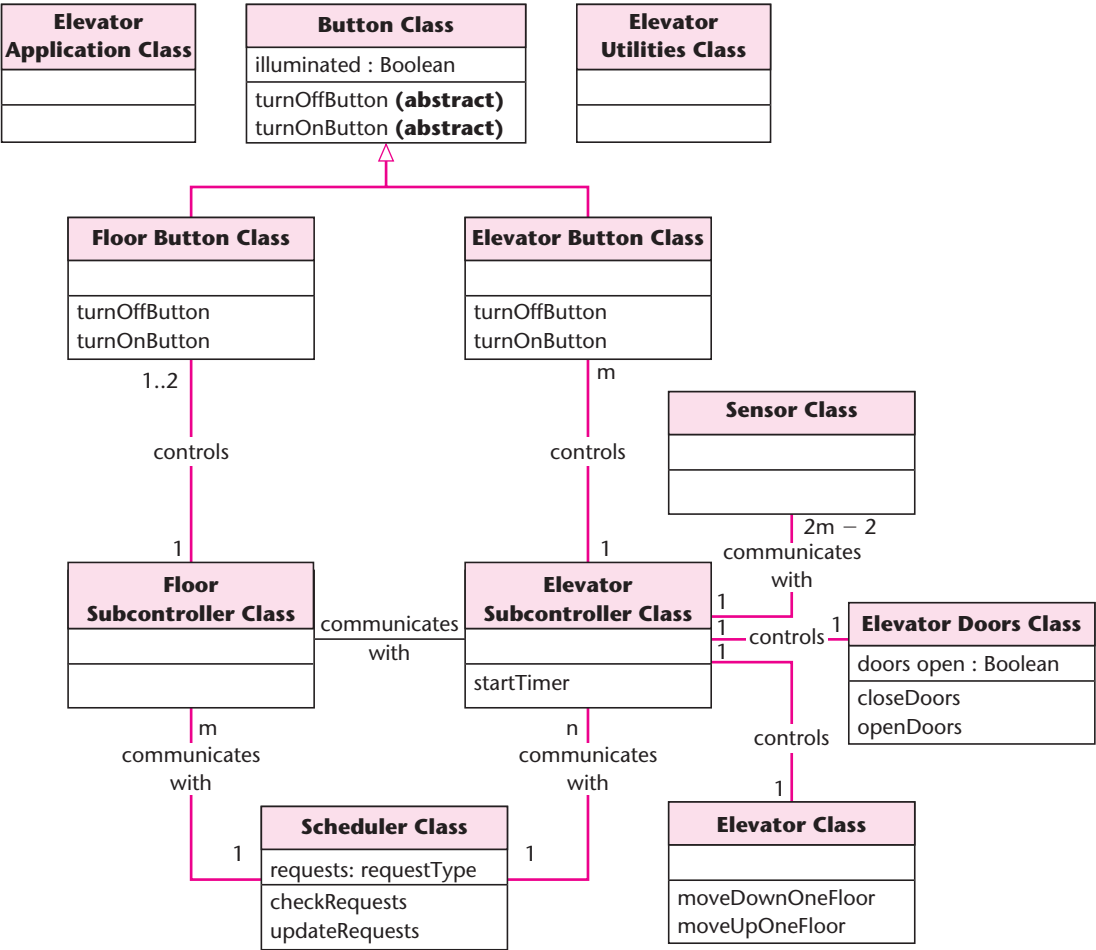 Elevator
Application Class
Button Class
illuminated : Boolean
turnOffButton (abstract)
turnOnButton (abstract)
Elevator
Utilities Class
Floor Button Class
turnOffButton
turnOnButton
Elevator Button Class
turnOffButton
turnOnButton
1..2
controls
1
m
controls
1
Sensor Class
2m − 2
communicates
with
1
Floor
Subcontroller Class
communicates
with
Elevator
Subcontroller Class
startTimer
1
controls
1
Elevator Doors Class
doors open : Boolean
closeDoors
openDoors
1
controls
1
m
communicates
with
1
n
communicates
with
1
Scheduler Class
requests: requestType
checkRequests
updateRequests
Elevator Class
moveDownOneFloor
moveUpOneFloor